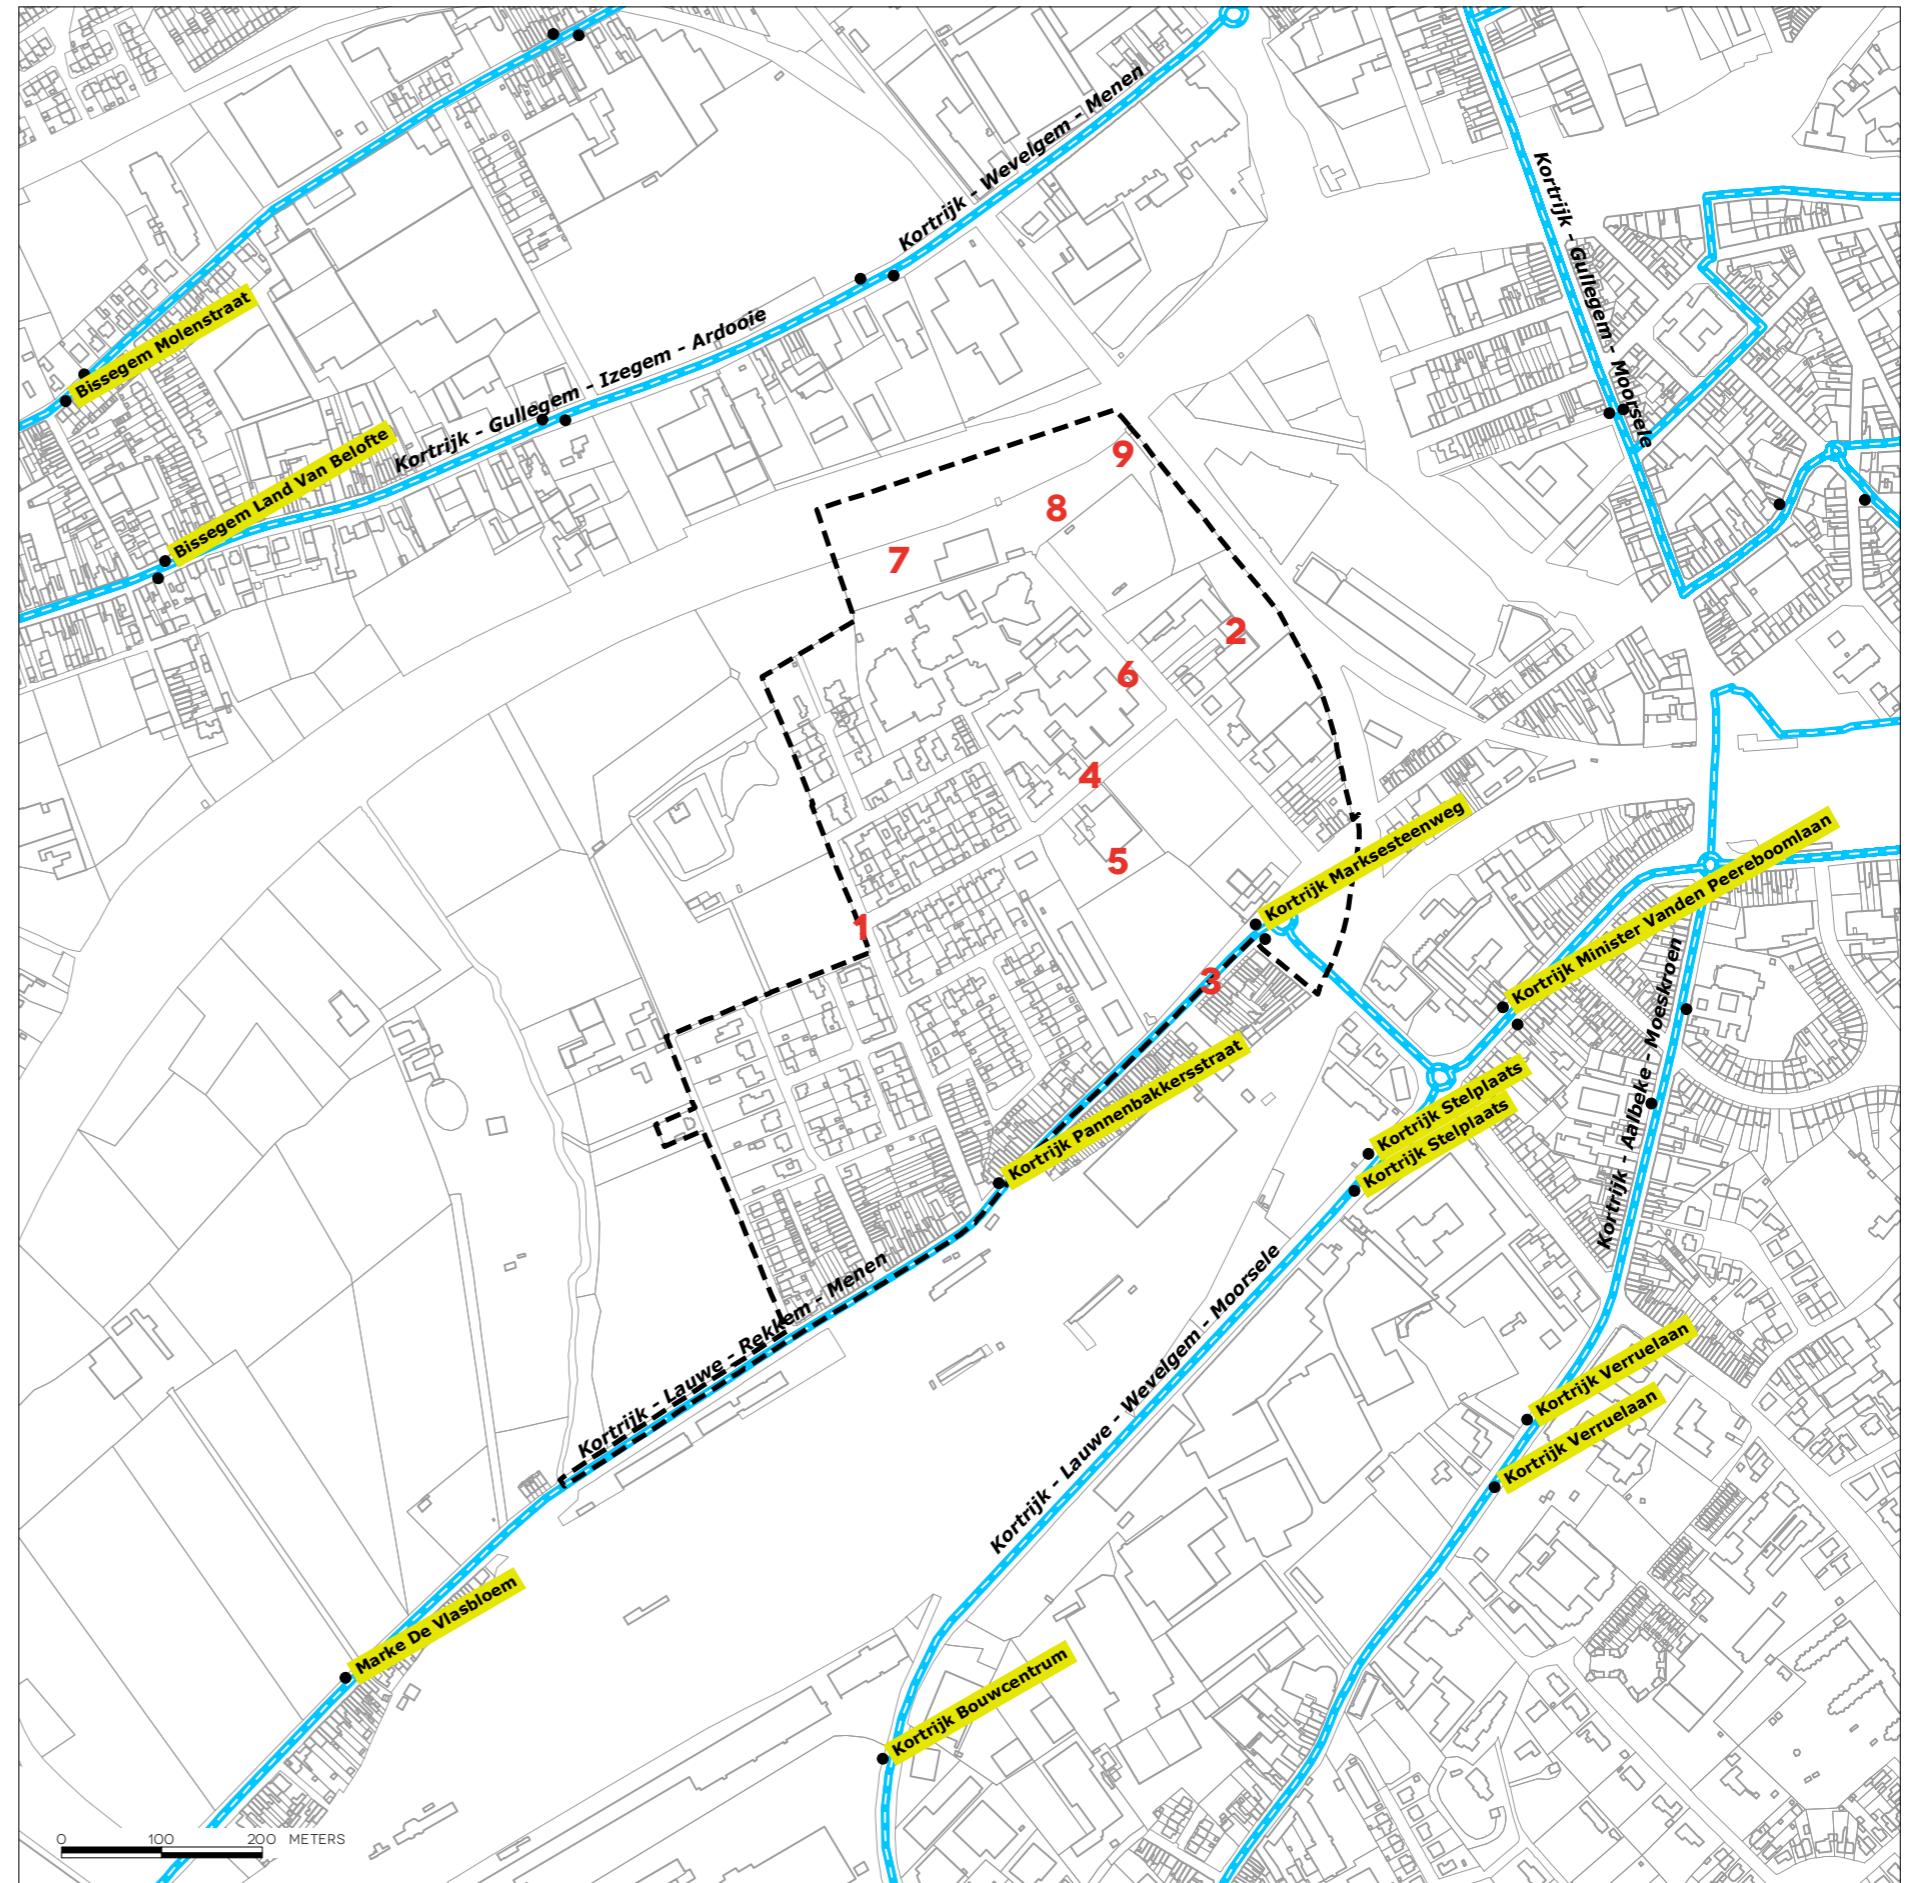 Kortrijk - Wevelgem - Menen
Kortrijk - Gullegem - Moorsele
Bissegem Molenstraat
Kortrijk - Gullegem - Izegem - Ardooie
Bissegem Land Van Belofte
9
8
7
2
6
4
5
Kortrijk Marksesteenweg
Kortrijk Minister Vanden Peereboomlaan
1
3
Kortrijk - Aalbeke - Moeskroen
Kortrijk Pannenbakkersstraat
Kortrijk Stelplaats
Kortrijk Stelplaats
Kortrijk - Lauwe - Rekkem - Menen
Kortrijk - Lauwe - Wevelgem - Moorsele
Kortrijk Verruelaan
Kortrijk Verruelaan
Marke De Vlasbloem
Kortrijk Bouwcentrum
0 100 200 METERS